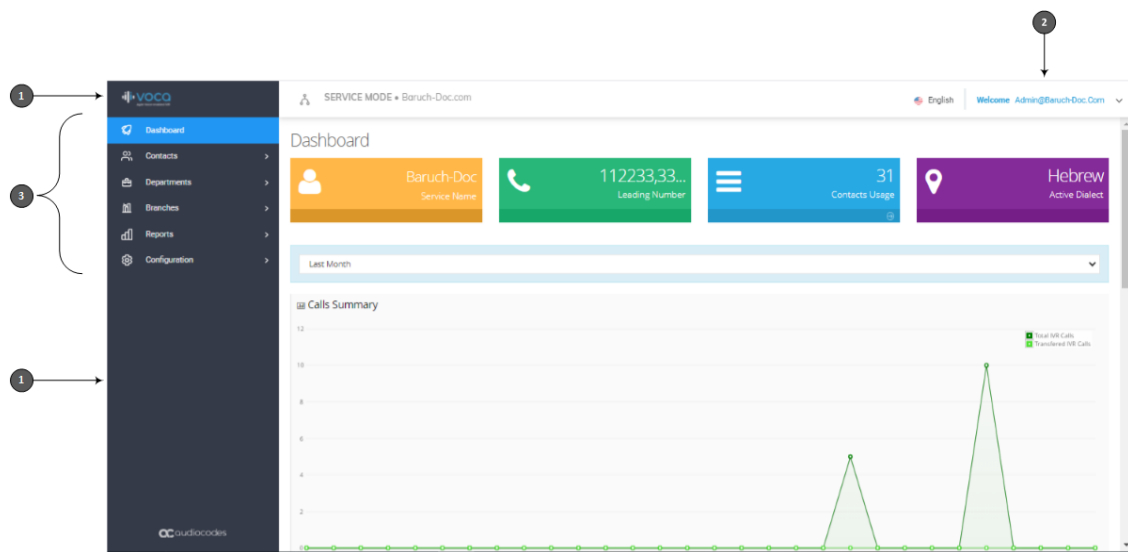 2
1
VOCA
SERVICE MODE • Baruch-Doc.com
English
Welcome Admin@Baruch-Doc.Com
3
Dashboard
Contacts
Departments
Branches
Reports
Configuration
Dashboard
Baruch-Doc
Service Name
112233,33...
Leading Number
31
Contacts Usage
Hebrew
Active Dialect
Last Month
Calls Summary
Total IVR Calls
Transfered IVR Calls
12
10
8
6
4
2
0
1
audiocodes